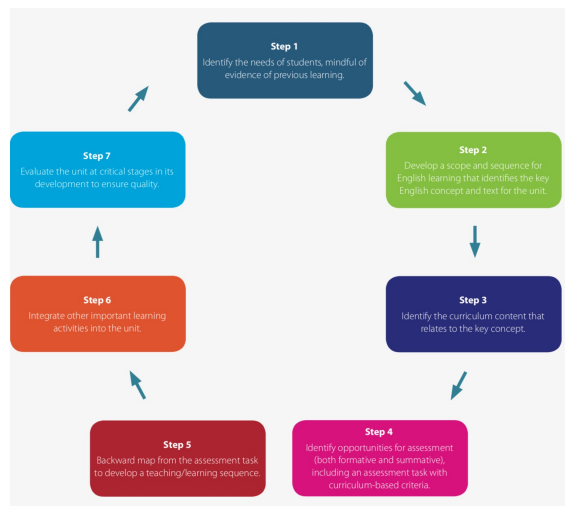 Step 1
Identify the needs of students, mindful of
evidence of previous learning.
Step 2
Develop a scope and sequence for
English learning that identifies the key
English concept and text for the unit.
Step 3
Identify the curriculum content that
relates to the key concept.
Step 4
Identify opportunities for assessment
(both formative and summative),
including an assessment task with
curriculum-based criteria.
Step 5
Backward map from the assessment task
to develop a teaching/learning sequence.
Step 6
Integrate other important learning
activities into the unit.
Step 7
Evaluate the unit at critical stages in its
development to ensure quality.